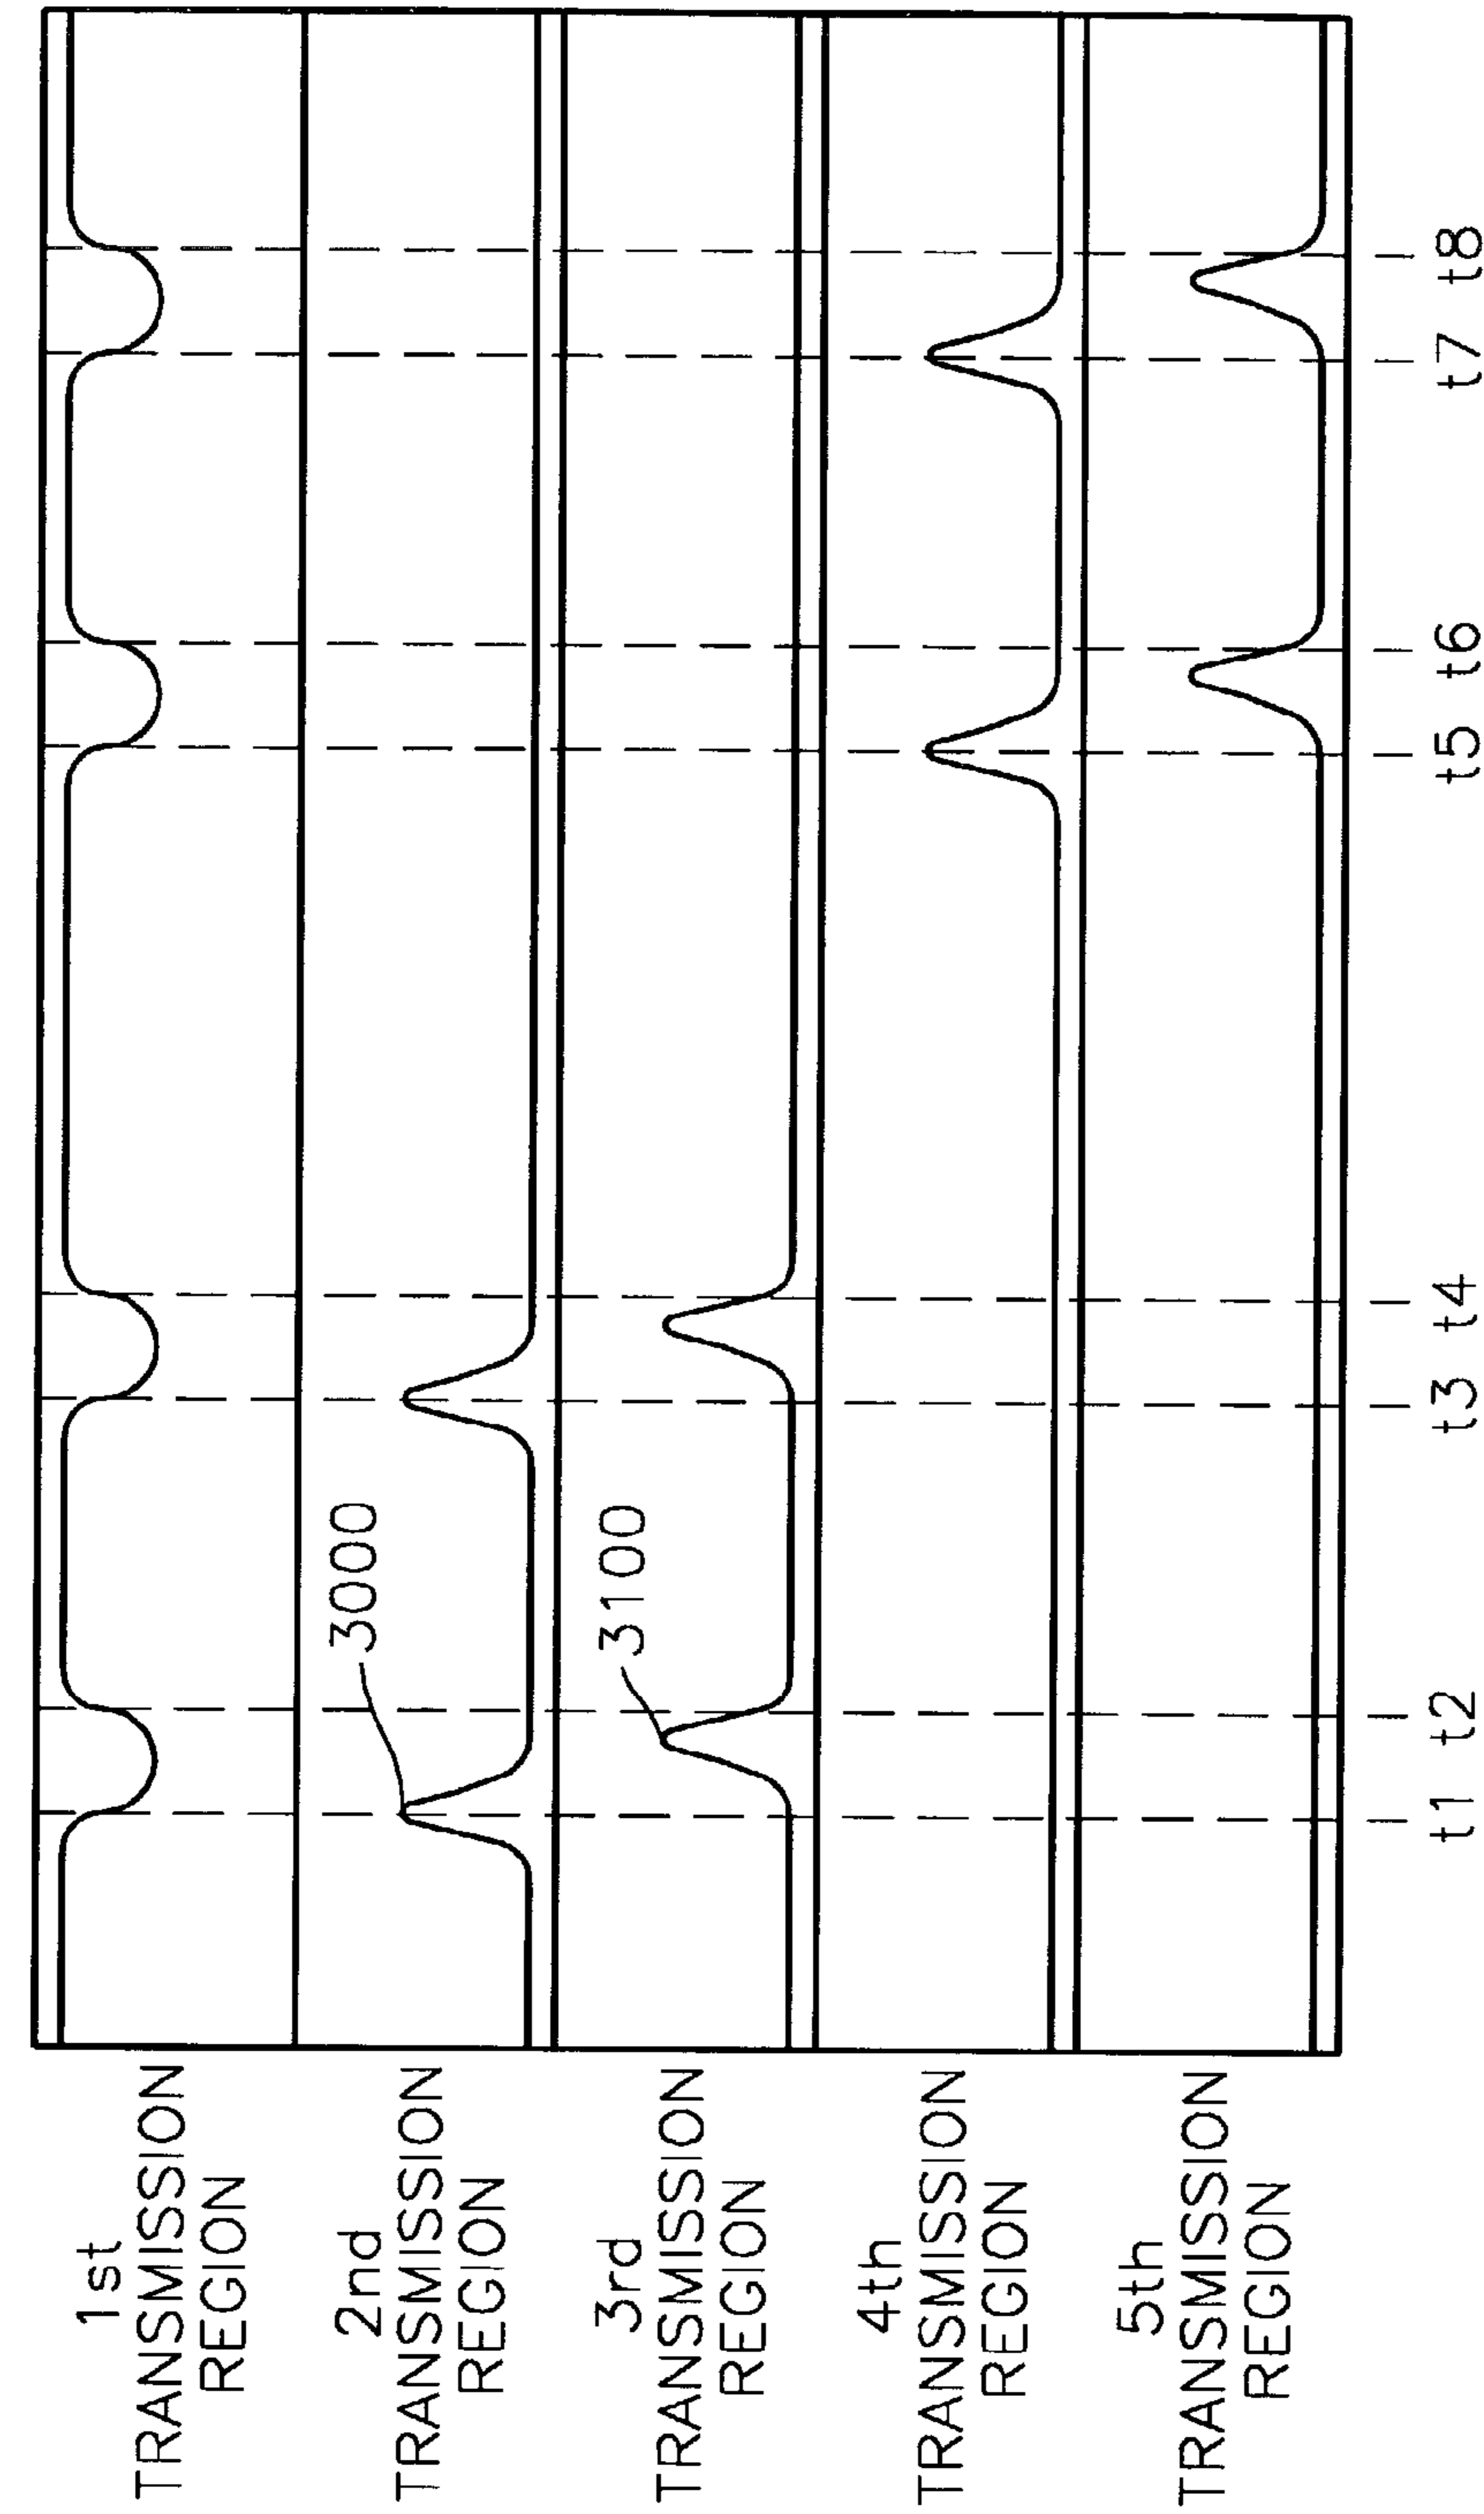 1st
TRANSMISSION
REGION
2nd
TRANSMISSION
REGION
3000
3rd
TRANSMISSION
REGION
3100
4th
TRANSMISSION
REGION
5th
TRANSMISSION
REGION
t1 t2 t3 t4 t5 t6 t7 t8